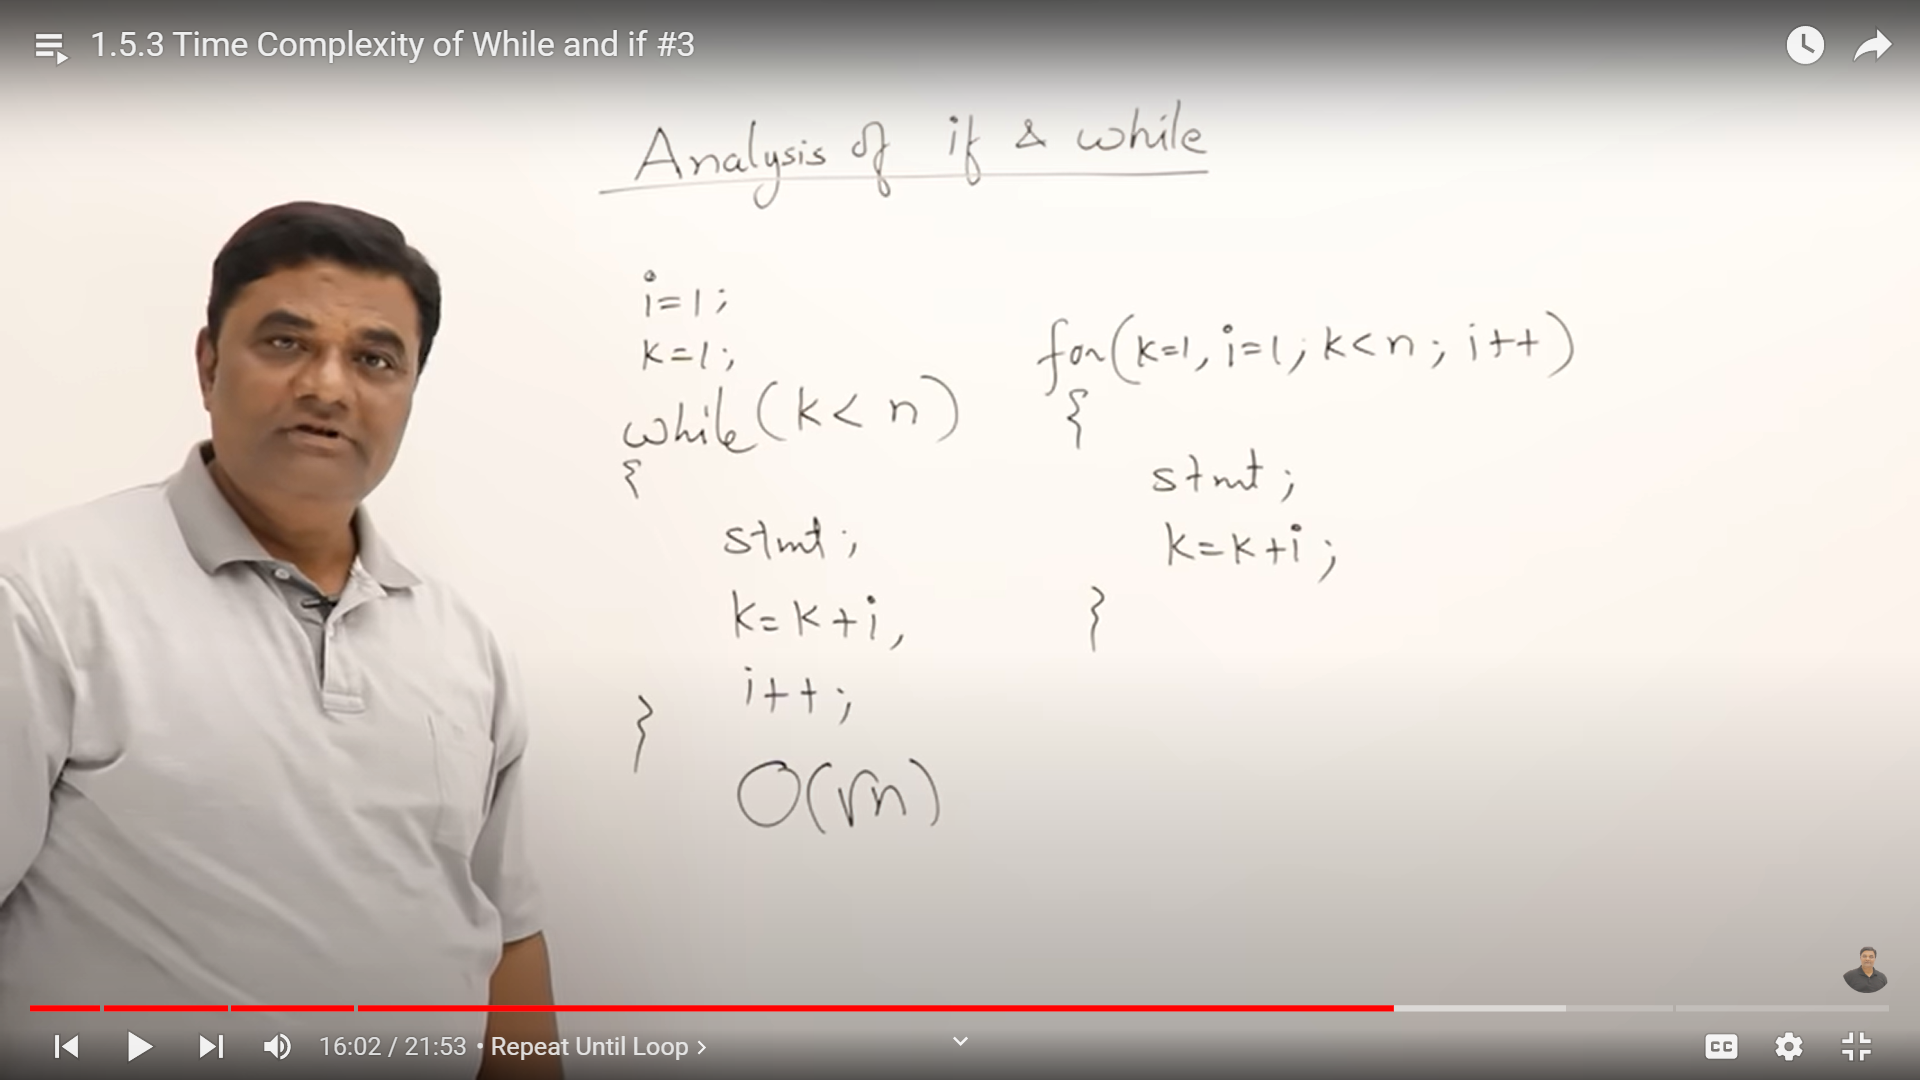 1.5.3 Time Complexity of While and if #3
Analysis of if & while
i=1;
k=1;
while(k< n)
{
stmt;
k=k+i,
i++;
}
O(√n)
for(k=1, i=1; k<n; i++)
{
stmt;
k=k+i;
}
16:02 / 21:53 • Repeat Until Loop >
CC